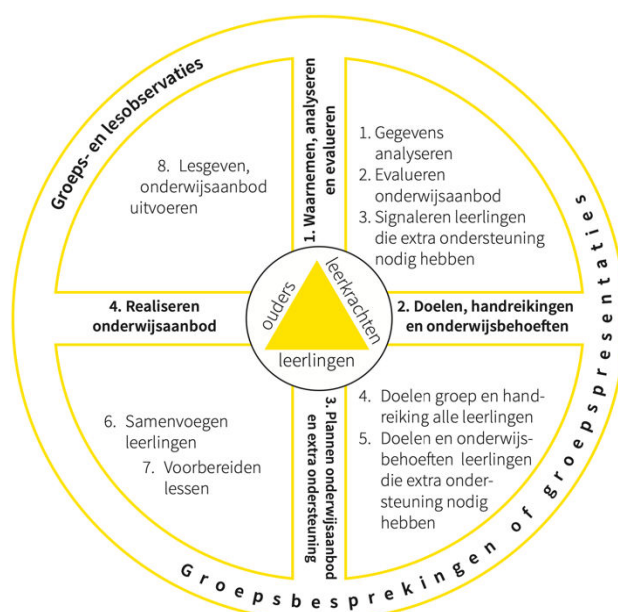 Groeps- en lesobservaties
1. Waarnemen, analyseren
en evalueren
1. Gegevens
analyseren
2. Evalueren
onderwijsaanbod
3. Signaleren leerlingen
die extra ondersteuning
nodig hebben
8. Lesgeven,
onderwijsaanbod
uitvoeren
4. Realiseren
onderwijsaanbod
ouders
leerkrachten
leerlingen
2. Doelen, handreikingen
en onderwijsbehoeften
6. Samenvoegen
leerlingen
7. Voorbereiden
lessen
3. Plannen onderwijsaanbod
en extra ondersteuning
4. Doelen groep en hand-
reiking alle leerlingen
5. Doelen en onderwijs-
behoeften leerlingen
die extra onder-
steuning nodig
hebben
Groepsbesprekingen of groepspresentaties